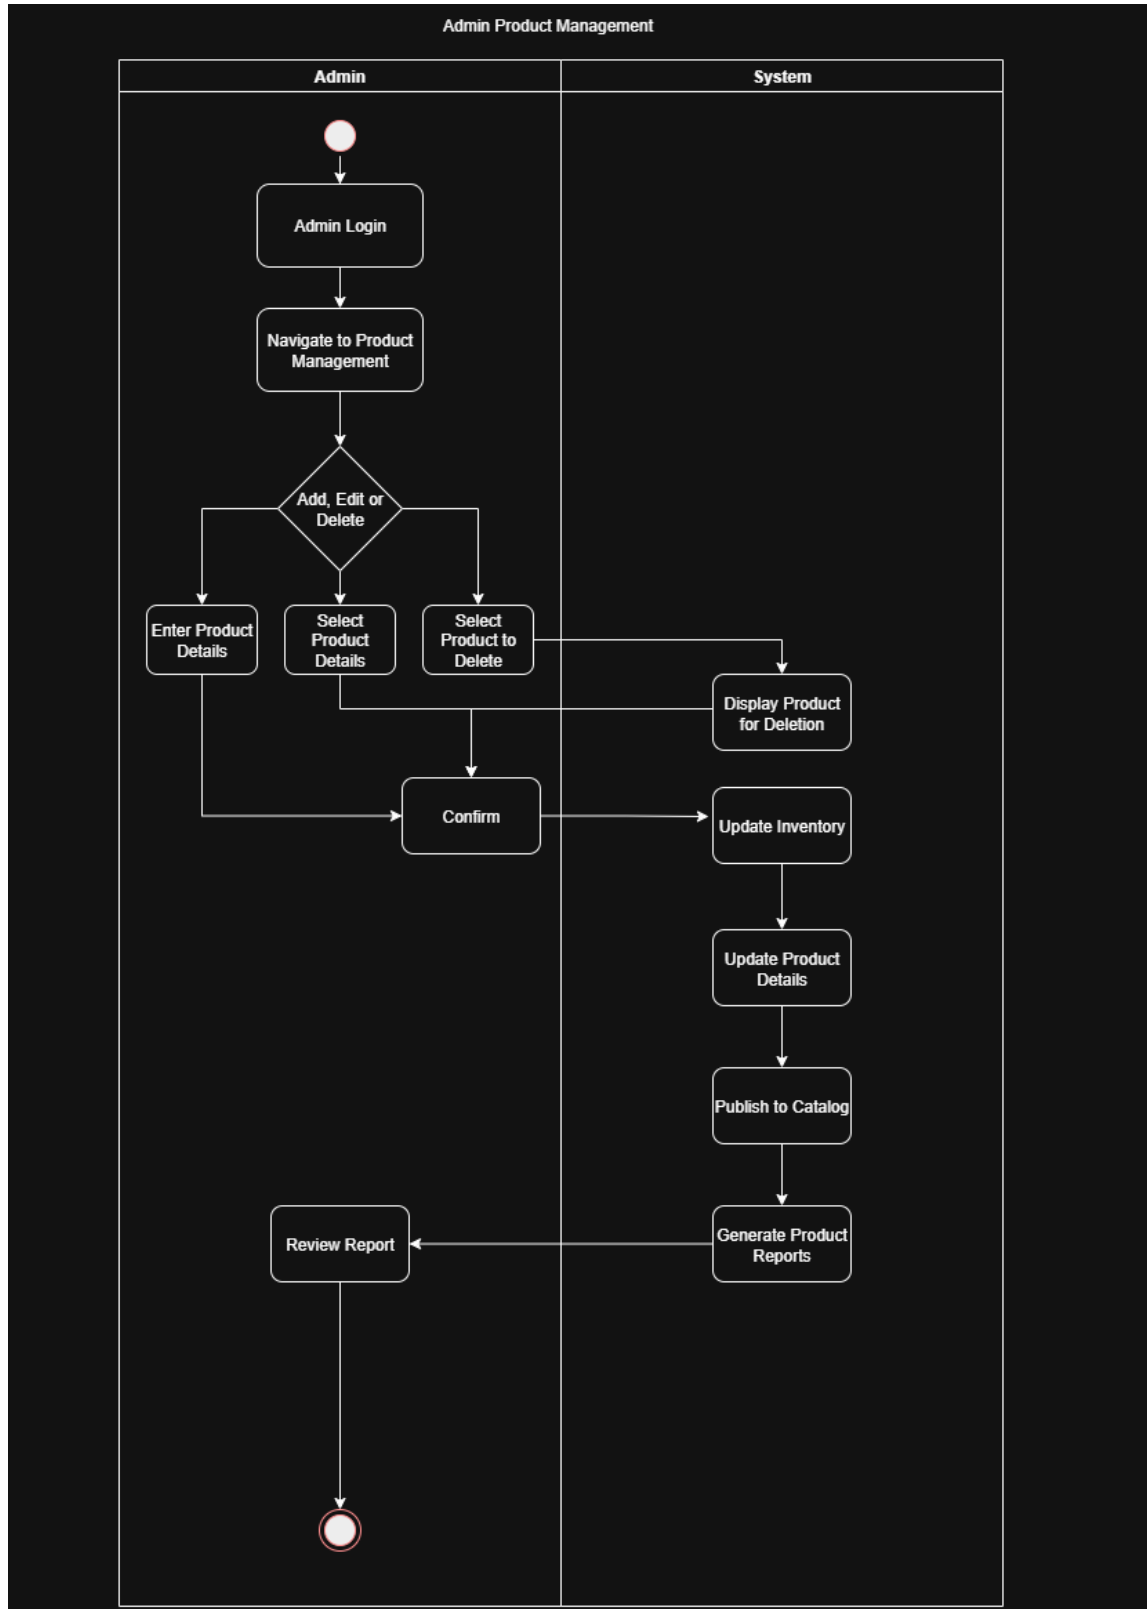 Admin Product Management
Admin
System
Admin Login
Navigate to Product
Management
Add, Edit or
Delete
Enter Product
Details
Select
Product
Details
Select
Product to
Delete
Display Product
for Deletion
Confirm
Update Inventory
Update Product
Details
Publish to Catalog
Review Report
Generate Product
Reports